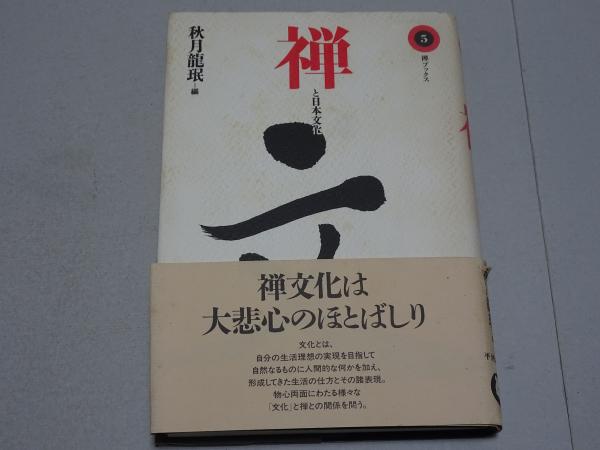 5
禅ブックス
禅
と日本文化
秋月龍珉=編
禅文化は
大悲心のほとばしり
文化とは、
自分の生活理想の実現を目指して
自然なるものに人間的な何かを加え、
形成してきた生活の仕方とその諸表現。
物心両面にわたる様々な
「文化」と禅との関係を問う。